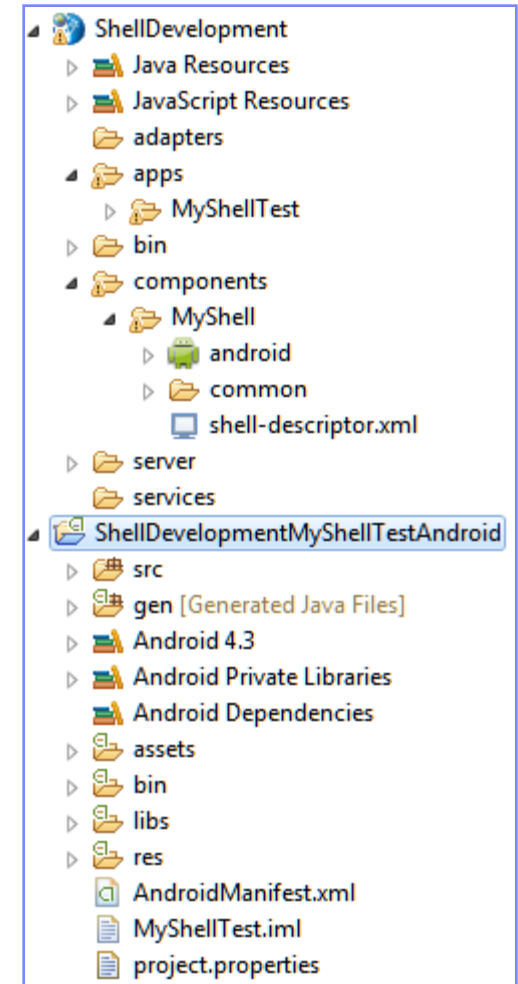 ShellDevelopment
Java Resources
JavaScript Resources
adapters
apps
MyShellTest
bin
components
MyShell
android
common
shell-descriptor.xml
server
services
ShellDevelopmentMyShellTestAndroid
src
gen [Generated Java Files]
Android 4.3
Android Private Libraries
Android Dependencies
assets
bin
libs
res
AndroidManifest.xml
MyShellTest.iml
project.properties